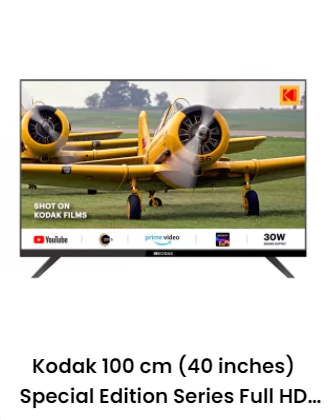 SHOT ON
KODAK FILMS
YouTube
prime video
30W
KODAK
Kodak 100 cm (40 inches)
Special Edition Series Full HD...